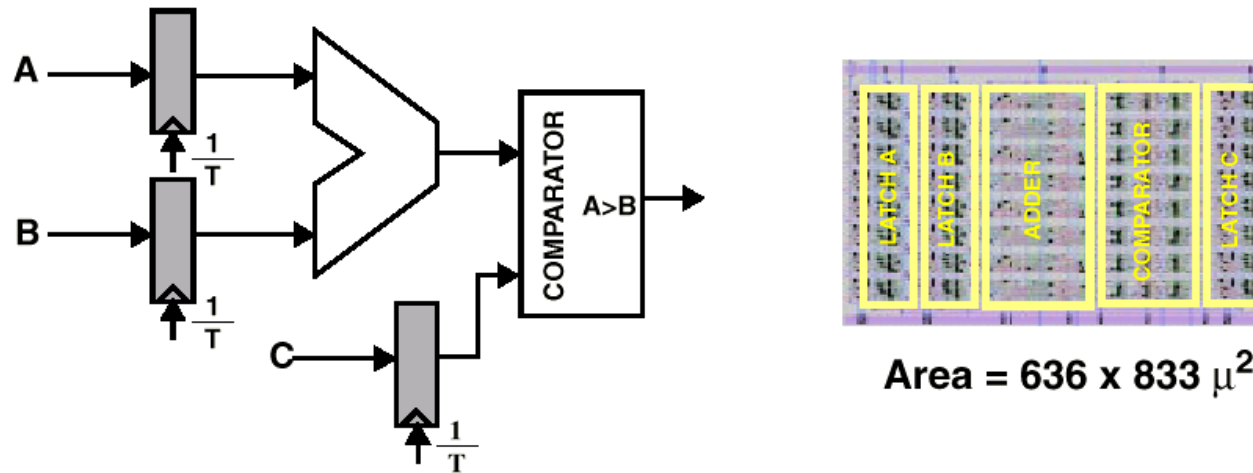 A
1
T
B
1
T
C
1
T
COMPARATOR
A>B
LATCH A
LATCH B
ADDER
COMPARATOR
LATCH C
Area = 636 x 833 μ²